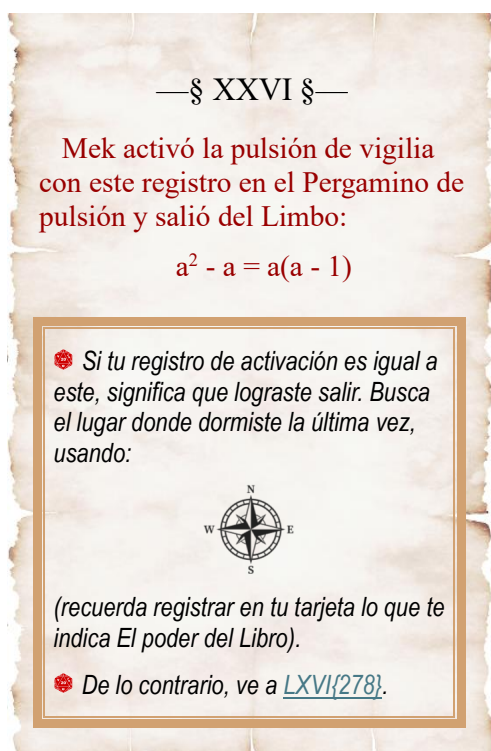 —§ XXVI §—
Mek activó la pulsión de vigilia
con este registro en el Pergamino de
pulsión y salió del Limbo:
a² - a = a(a - 1)
Si tu registro de activación es igual a
este, significa que lograste salir. Busca
el lugar donde dormiste la última vez,
usando:
N
W E
S
(recuerda registrar en tu tarjeta lo que te
indica El poder del Libro).
De lo contrario, ve a LXVI{278}.